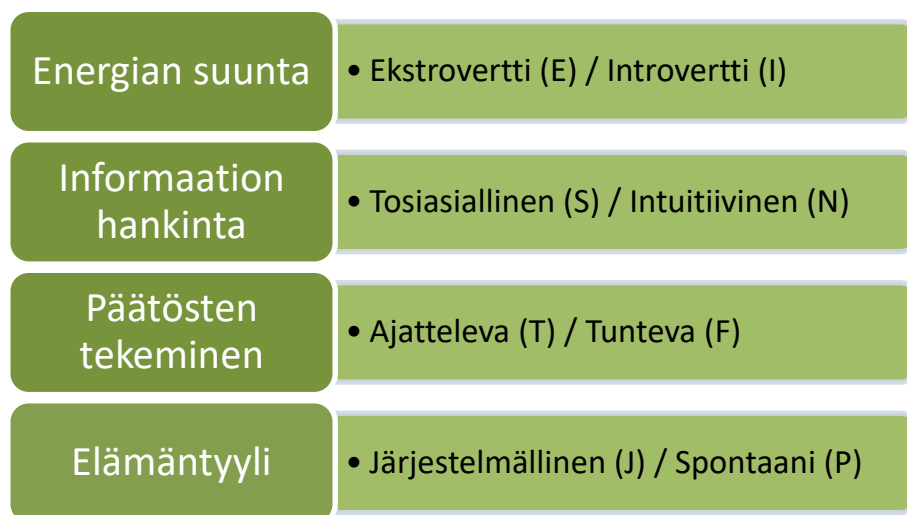 Energian suunta
• Ekstrovertti (E) / Introvertti (I)
Informaation
hankinta
• Tosiasiallinen (S) / Intuitiivinen (N)
Päätösten
tekeminen
• Ajatteleva (T) / Tunteva (F)
Elämäntyyli
• Järjestelmällinen (J) / Spontaani (P)